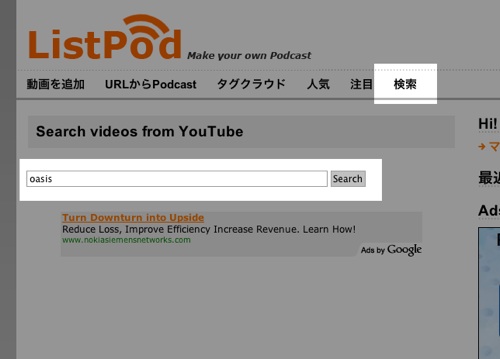 ListPod Make your own Podcast
動画を追加 URLからPodcast タグクラウド 人気 注目 検索
Search videos from YouTube
Hi!
oasis Search
Turn Downturn into Upside
Reduce Loss, Improve Efficiency Increase Revenue. Learn How!
www.nokiasiemensnetworks.com
Ads by Google
Ads